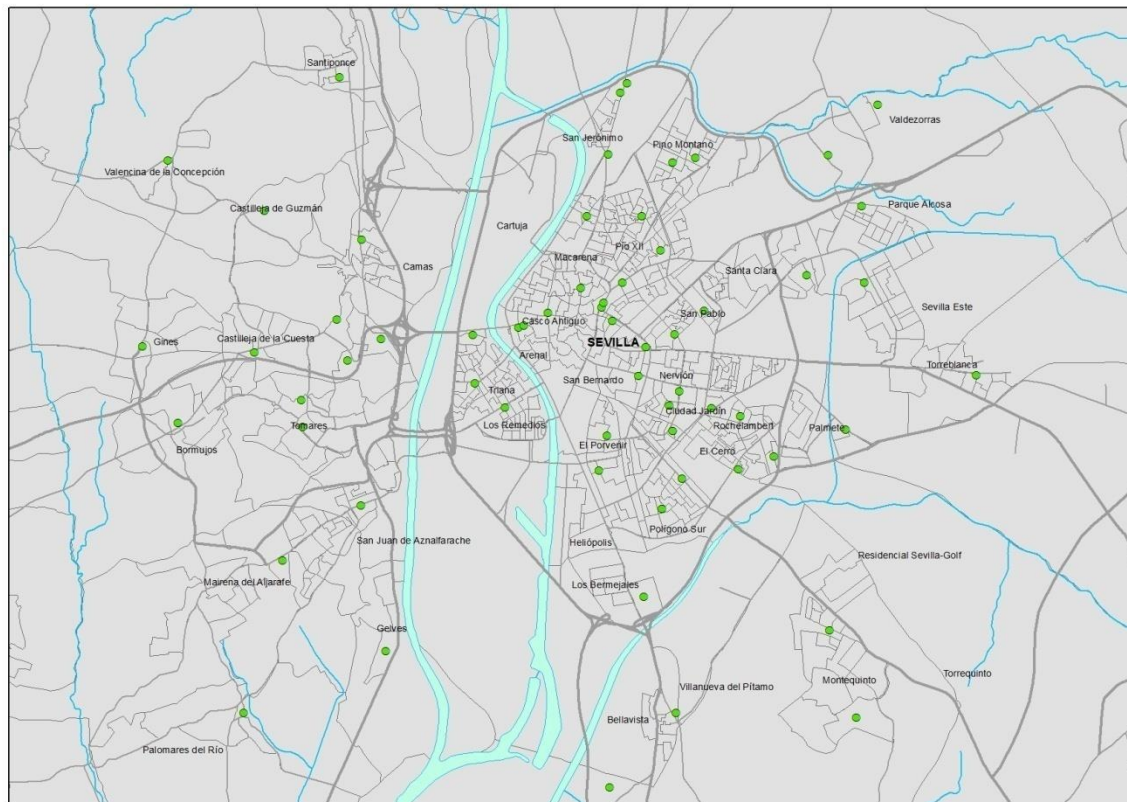 Santiponce
Valdezorras
San Jerónimo
Pino Montano
Valencina de la Concepción
Castilleja de Guzmán
Parque Alcosa
Cartuja
Pío XII
Macarena
Camas
Santa Clara
Sevilla Este
San Pablo
Casco Antiguo
Gines
Castilleja de la Cuesta
SEVILLA
Arenal
Torreblanca
Nervión
San Bernardo
Triana
Ciudad Jardín
Los Remedios
Rochelambert
Tomares
Palmete
El Porvenir
Bormujos
El Cerro
Polígono Sur
San Juan de Aznalfarache
Heliópolis
Residencial Sevilla-Golf
Mairena del Aljarafe
Los Bermejales
Gelves
Torrequinto
Montequinto
Villanueva del Pítamo
Bellavista
Palomares del Río